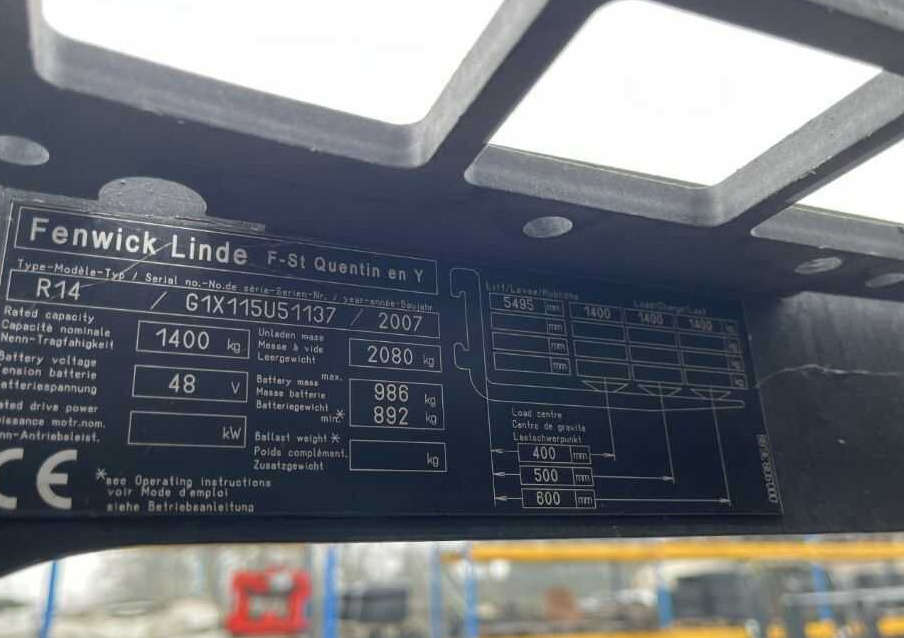 Fenwick Linde F-St Quentin en Y
Type-Modèle-Typ / Serial no.-No.de série-Serien-Nr. / year-annee-Baujahr
R14 / G1X115U51137 / 2007
Rated capacity
Capacité nominale
Nenn-Tragfahigkeit
1400 kg
Unladen mass
Masse à vide
Leergewicht
2080 kg
Battery voltage
Tension batterie
Batteriespannung
48 V
Battery mass max.
Masse batterie
Batteriegewicht min.*
986 kg
892 kg
Rated drive power
Puissance motr.nom.
Nenn-Antriebsleist.
kW
Ballast weight *
Poids complément.
Zusatzgewicht
kg
CE
*see Operating instructions
voir Mode d'emploi
siehe Betriebsanleitung
Lift/Levee/Hubhöhe
Load/Charge/Last
5495 mm 1400 1400 1400 kg
mm kg
mm kg
mm kg
Load centre
Centre de gravite
Lastschwerpunkt
400 mm
500 mm
600 mm